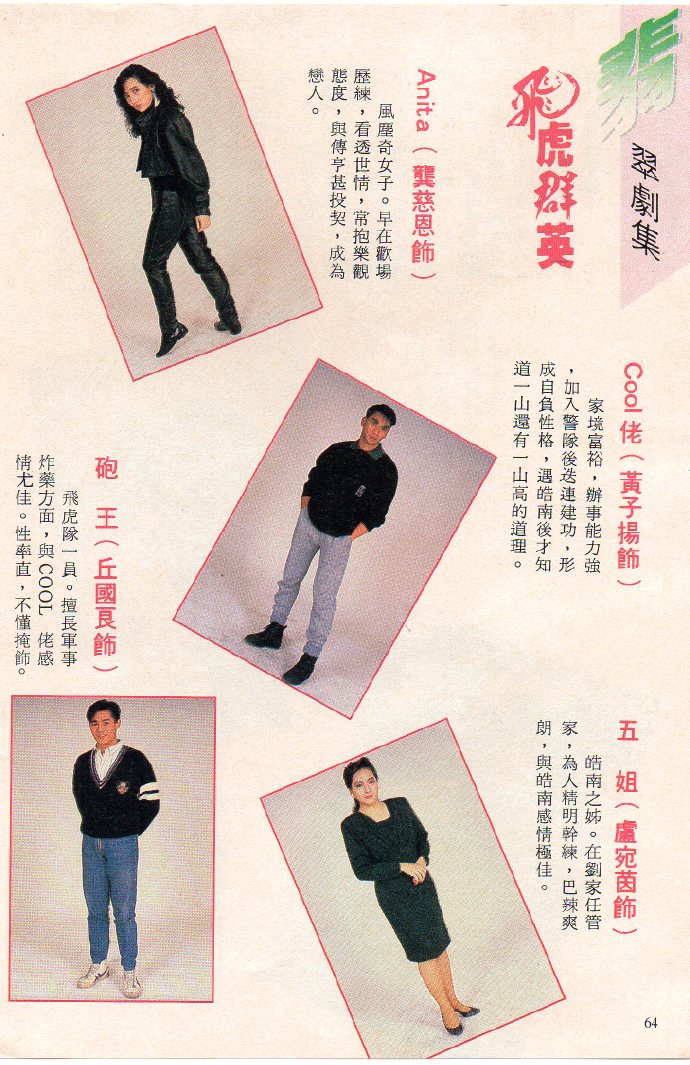 翡
翠劇集
飛虎群英
Anita（龔慈恩飾）
風塵奇女子。早在歡場
歷練，看透世情，常抱樂觀
態度，與傳亨甚投契，成為
戀人。
Cool佬（黃子揚飾）
家境富裕，辦事能力強
，加入警隊後迭連建功，形
成自負性格，遇皓南後才知
道一山還有一山高的道理。
砲王（丘國良飾）
飛虎隊一員。擅長軍事
炸藥方面，與COOL佬感
情尤佳。性率直，不懂掩飾。
五姐（盧宛茵飾）
皓南之姊。在劉家任管
家，為人精明幹練，巴辣爽
朗，與皓南感情極佳。
64